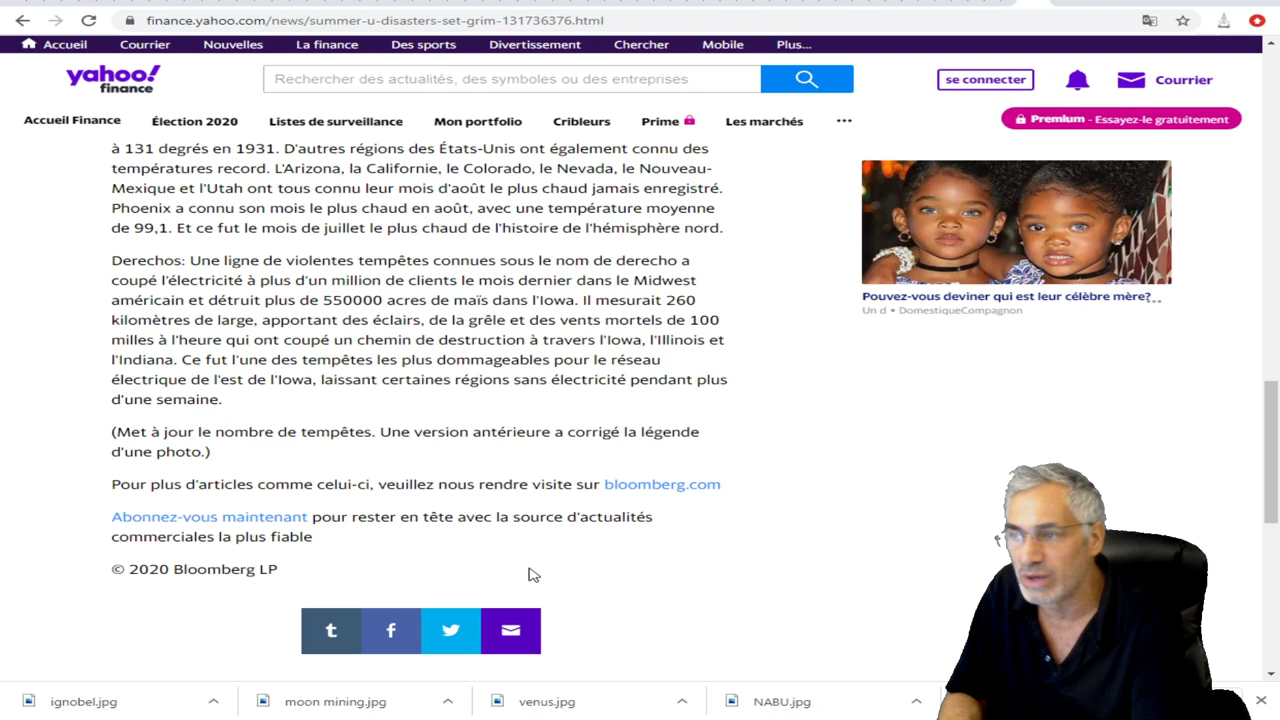 finance.yahoo.com/news/summer-u-disasters-set-grim-131736376.html
Accueil Courrier Nouvelles La finance Des sports Divertissement Chercher Mobile Plus...
yahoo!
finance
Rechercher des actualités, des symboles ou des entreprises
se connecter
Courrier
Accueil Finance Élection 2020 Listes de surveillance Mon portfolio Cribleurs Prime Les marchés ...
Premium - Essayez-le gratuitement
à 131 degrés en 1931. D'autres régions des États-Unis ont également connu des
températures record. L'Arizona, la Californie, le Colorado, le Nevada, le Nouveau-
Mexique et l'Utah ont tous connu leur mois d'août le plus chaud jamais enregistré.
Phoenix a connu son mois le plus chaud en août, avec une température moyenne
de 99,1. Et ce fut le mois de juillet le plus chaud de l'histoire de l'hémisphère nord.
Derechos: Une ligne de violentes tempêtes connues sous le nom de derecho a
coupé l'électricité à plus d'un million de clients le mois dernier dans le Midwest
américain et détruit plus de 550000 acres de maïs dans l'Iowa. Il mesurait 260
kilomètres de large, apportant des éclairs, de la grêle et des vents mortels de 100
milles à l'heure qui ont coupé un chemin de destruction à travers l'Iowa, l'Illinois et
l'Indiana. Ce fut l'une des tempêtes les plus dommageables pour le réseau
électrique de l'est de l'Iowa, laissant certaines régions sans électricité pendant plus
d'une semaine.
(Met à jour le nombre de tempêtes. Une version antérieure a corrigé la légende
d'une photo.)
Pour plus d'articles comme celui-ci, veuillez nous rendre visite sur bloomberg.com
Abonnez-vous maintenant pour rester en tête avec la source d'actualités
commerciales la plus fiable
© 2020 Bloomberg LP
Pouvez-vous deviner qui est leur célèbre mère?...
Un d • DomestiqueCompagnon
t f
ignobel.jpg moon mining.jpg venus.jpg NABU.jpg